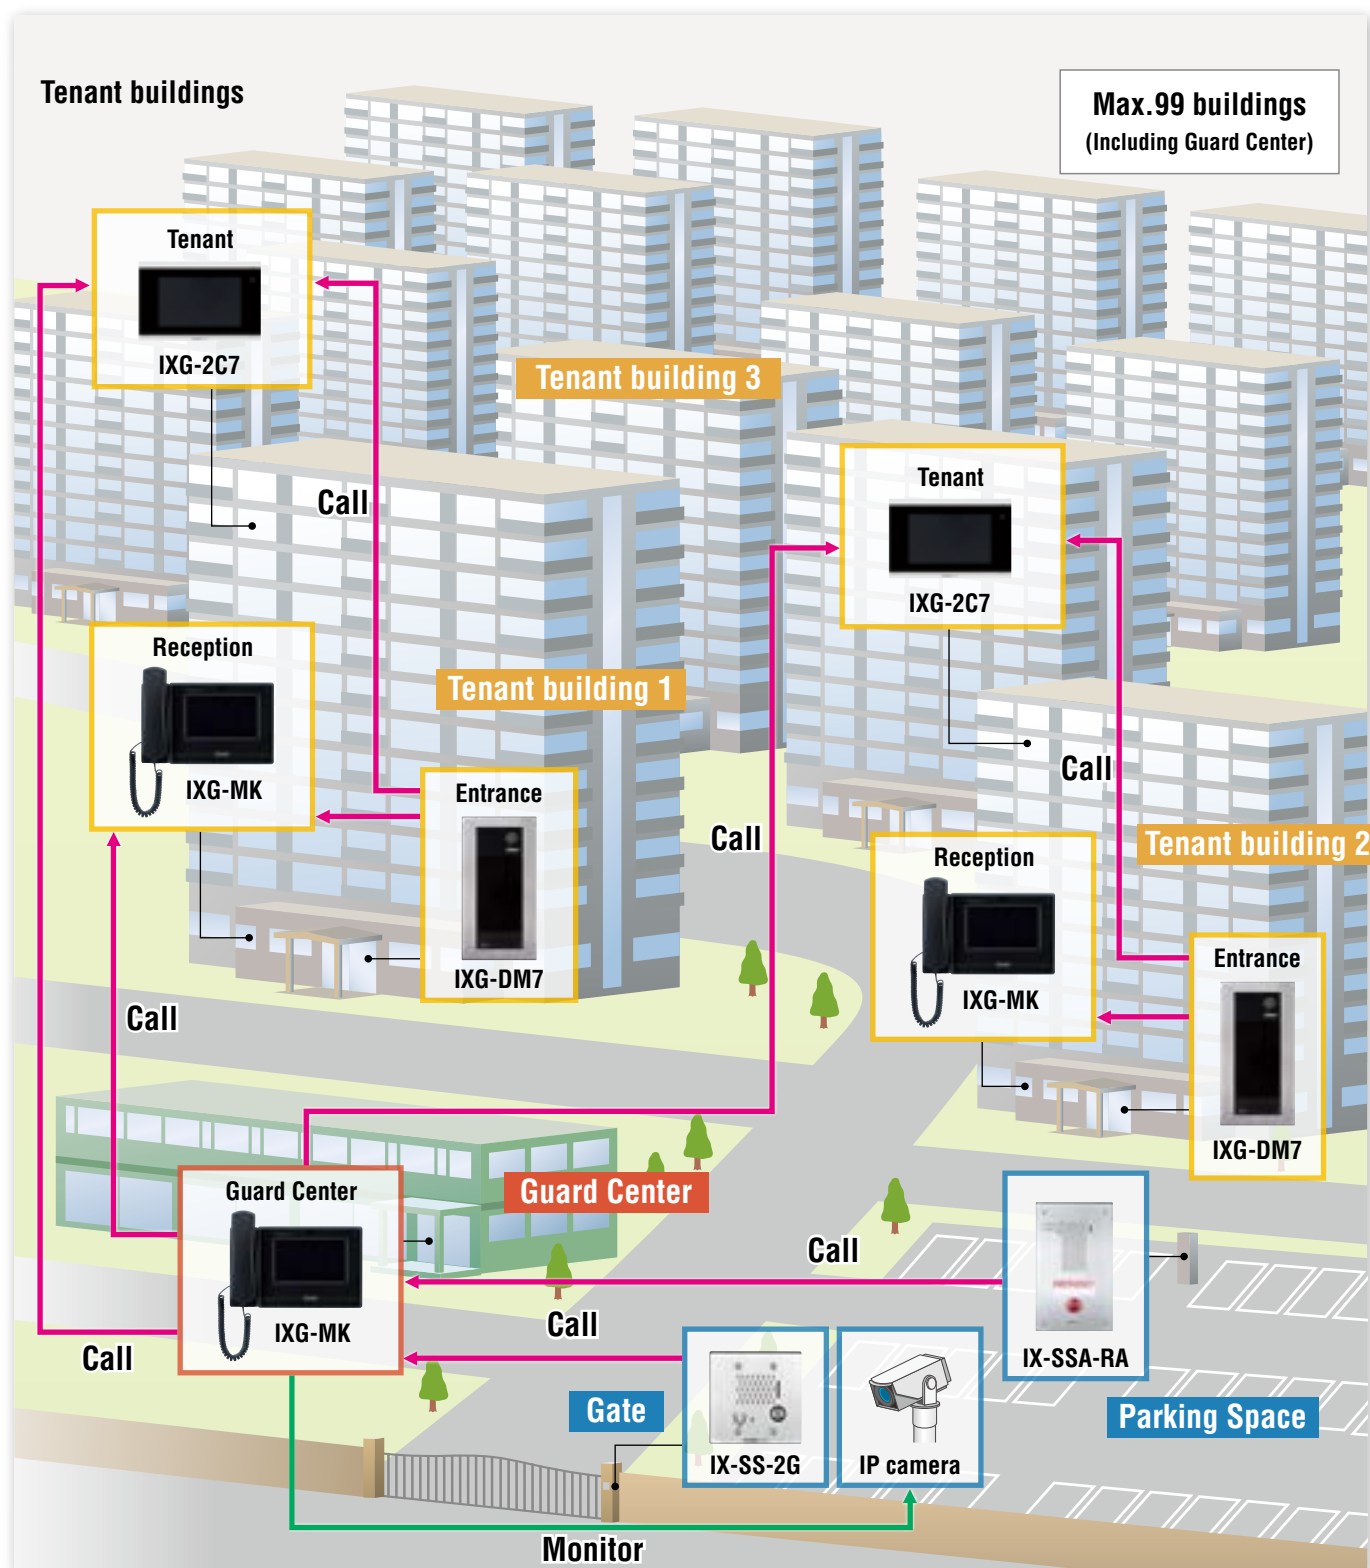 Tenant buildings
Max.99 buildings
(Including Guard Center)
Tenant
IXG-2C7
Tenant building 3
Call
Tenant
IXG-2C7
Reception
IXG-MK
Tenant building 1
Entrance
IXG-DM7
Call
Call
Tenant building 2
Reception
IXG-MK
Entrance
IXG-DM7
Call
Guard Center
IXG-MK
Guard Center
Call
Call
Call
IX-SSA-RA
Gate
IX-SS-2G
IP camera
Parking Space
Monitor